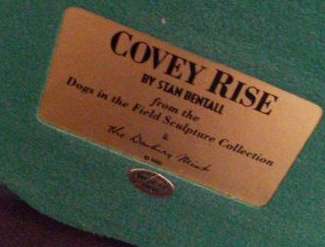 COVEY RISE
BY STAN BENTALL
from the
Dogs in the Field Sculpture Collection
&
The Danbury Mint